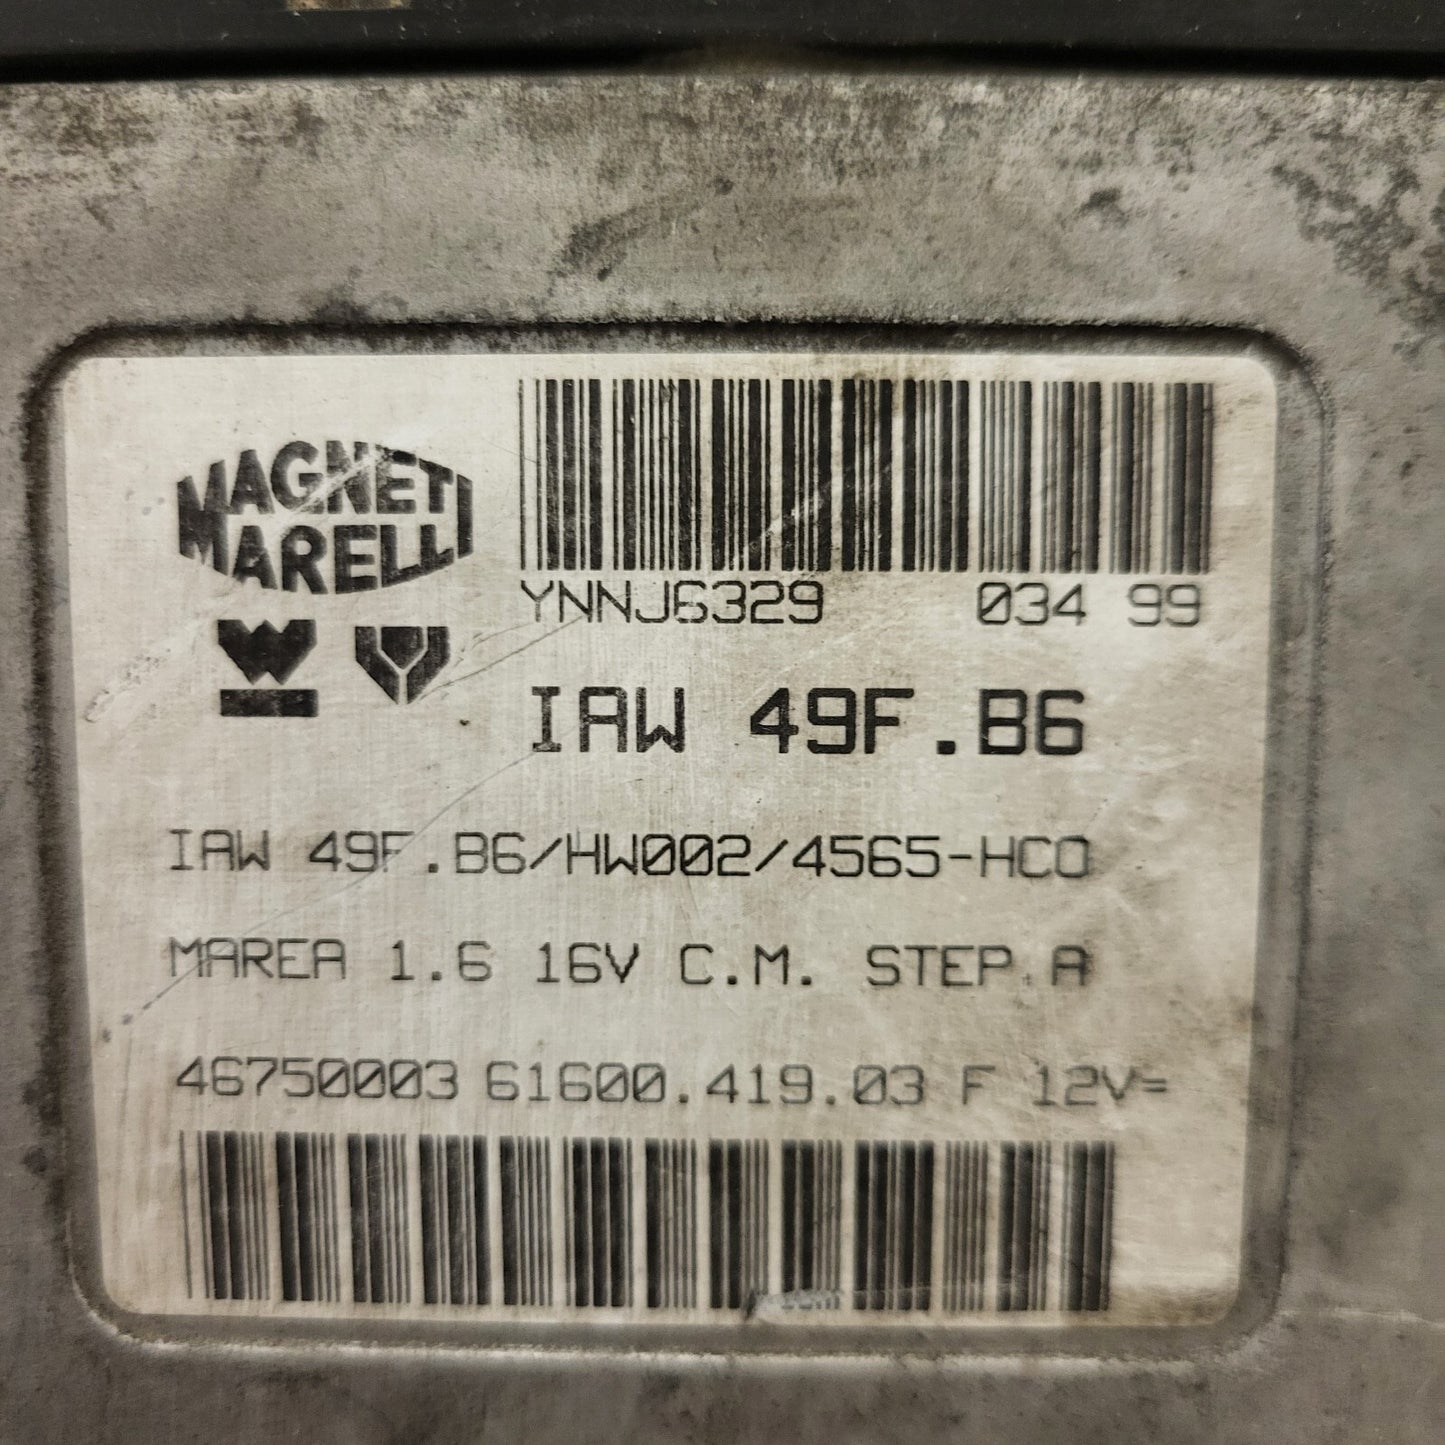 MAGNETI
MARELLI
YNNJ6329 034 99
IAW 49F.B6
IAW 49F.B6/HW002/4565-HCO
MAREA 1.6 16V C.M. STEP A
46750003 61600.419.03 F 12V=